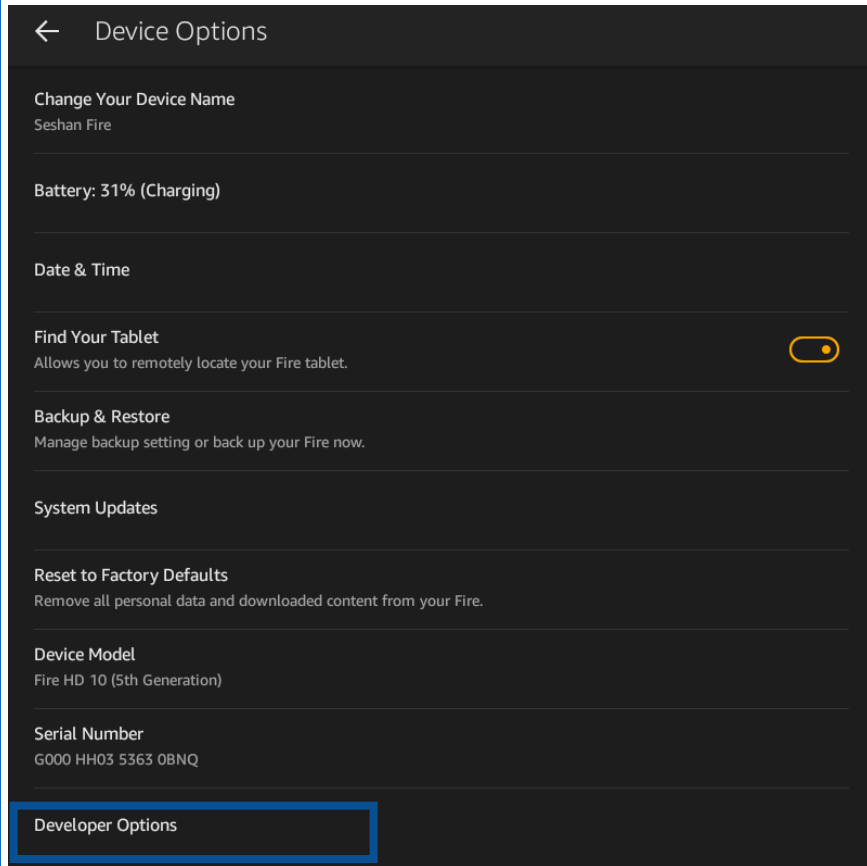 Device Options
Change Your Device Name
Seshan Fire
Battery: 31% (Charging)
Date & Time
Find Your Tablet
Allows you to remotely locate your Fire tablet.
Backup & Restore
Manage backup setting or back up your Fire now.
System Updates
Reset to Factory Defaults
Remove all personal data and downloaded content from your Fire.
Device Model
Fire HD 10 (5th Generation)
Serial Number
G000 HH03 5363 0BNQ
Developer Options